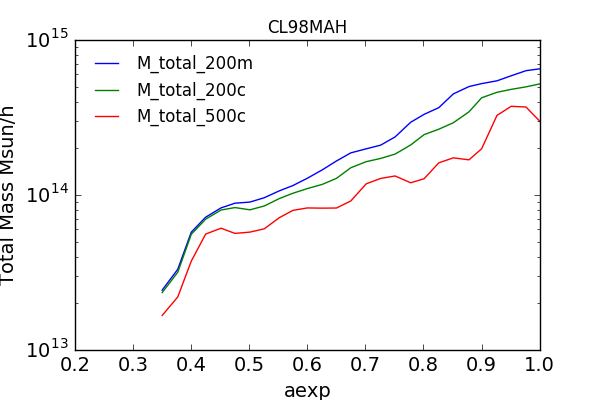 CL98MAH
10^15
M_total_200m
M_total_200c
M_total_500c
10^14
10^13
Total Mass Msun/h
0.2 0.3 0.4 0.5 0.6 0.7 0.8 0.9 1.0
aexp